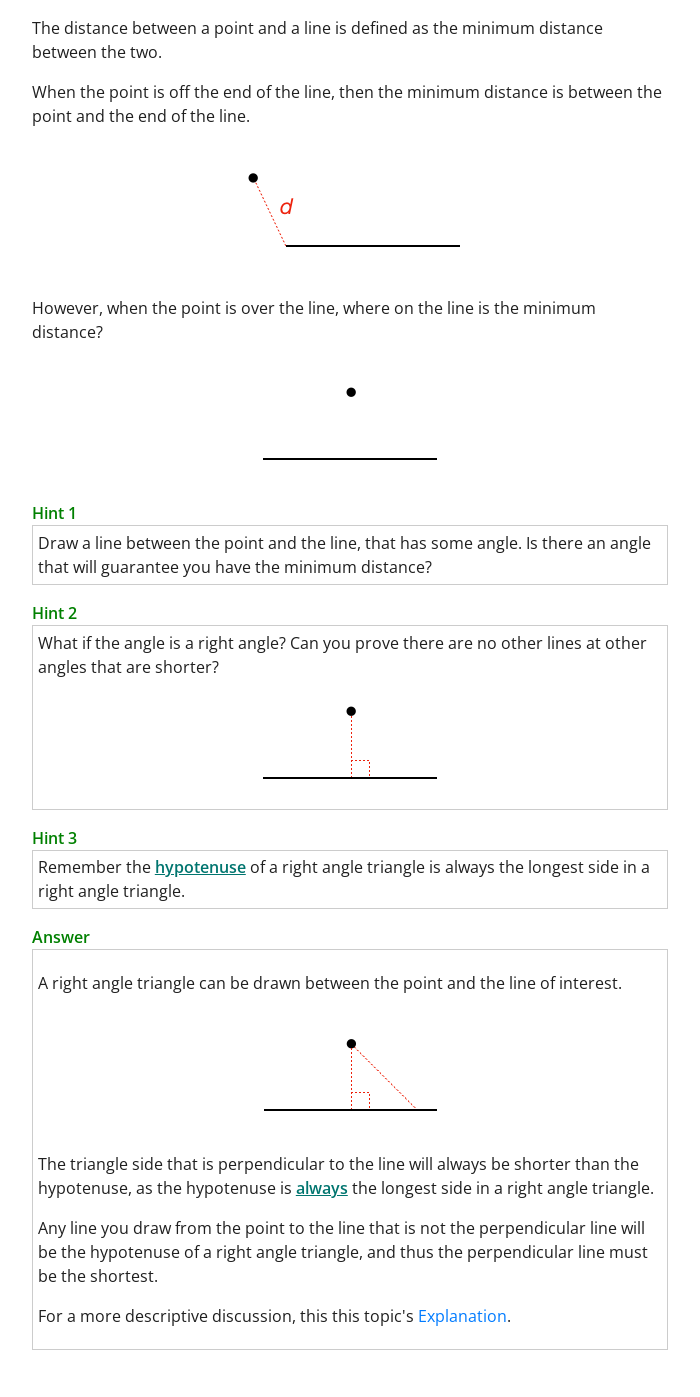 The distance between a point and a line is defined as the minimum distance
between the two.
When the point is off the end of the line, then the minimum distance is between the
point and the end of the line.
d
However, when the point is over the line, where on the line is the minimum
distance?
Hint 1
Draw a line between the point and the line, that has some angle. Is there an angle
that will guarantee you have the minimum distance?
Hint 2
What if the angle is a right angle? Can you prove there are no other lines at other
angles that are shorter?
Hint 3
Remember the hypotenuse of a right angle triangle is always the longest side in a
right angle triangle.
Answer
A right angle triangle can be drawn between the point and the line of interest.
The triangle side that is perpendicular to the line will always be shorter than the
hypotenuse, as the hypotenuse is always the longest side in a right angle triangle.
Any line you draw from the point to the line that is not the perpendicular line will
be the hypotenuse of a right angle triangle, and thus the perpendicular line must
be the shortest.
For a more descriptive discussion, this this topic's Explanation.